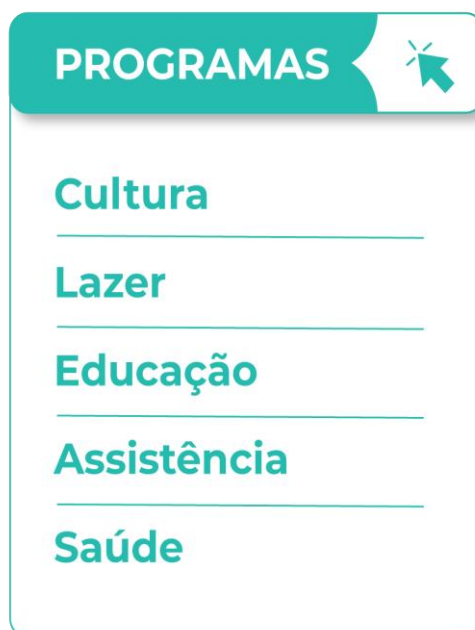 PROGRAMAS
Cultura
Lazer
Educação
Assistência
Saúde